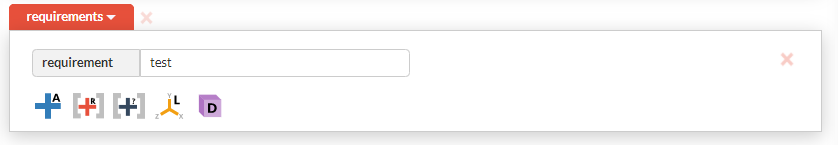 requirements
requirement test
A R ? Y L Z X D